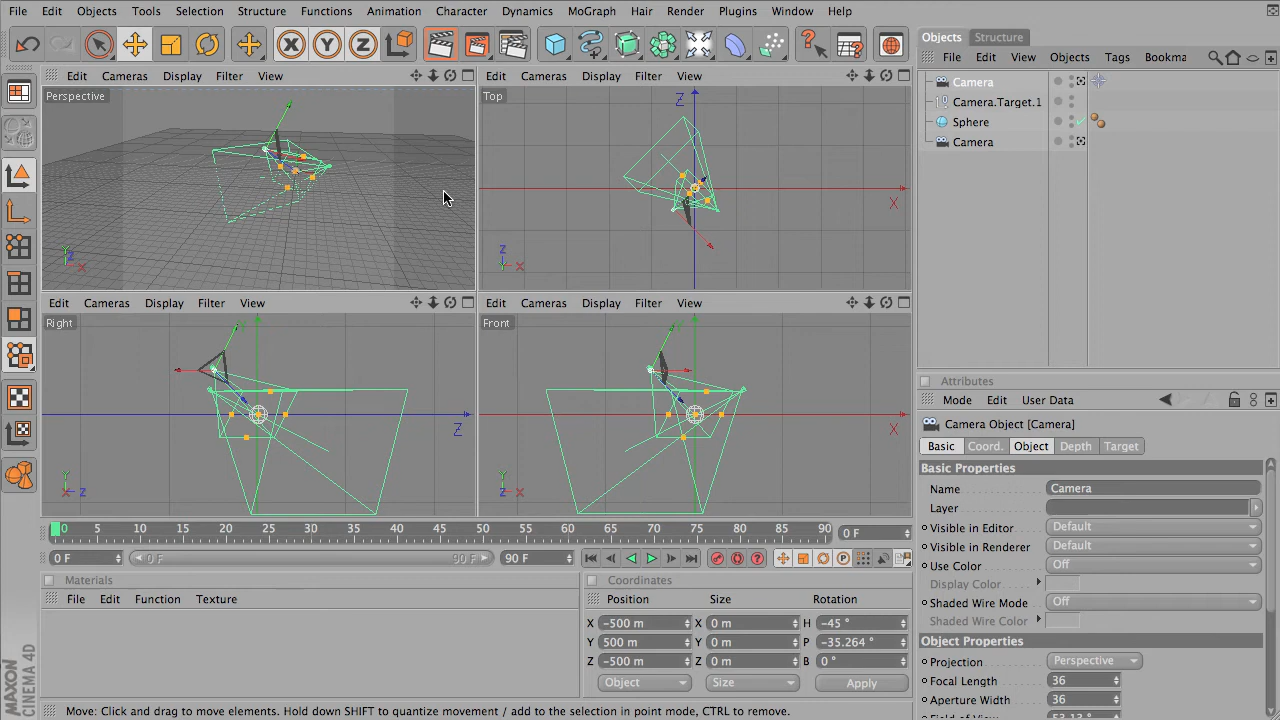 File Edit Objects Tools Selection Structure Functions Animation Character Dynamics MoGraph Hair Render Plugins Window Help
Objects Structure
File Edit View Objects Tags Bookma
Edit Cameras Display Filter View
Edit Cameras Display Filter View
Perspective
Top
Camera
Camera.Target.1
Sphere
Camera
Z
X
Y
Z
X
Z
Y
X
Edit Cameras Display Filter View
Edit Cameras Display Filter View
Right
Front
Y
Z
Y
X
Y
X
Z
Y
Z
X
Attributes
Mode Edit User Data
Camera Object [Camera]
Basic Coord. Object Depth Target
Basic Properties
Name Camera
Layer
Visible in Editor Default
Visible in Renderer Default
Use Color Off
Display Color
Shaded Wire Mode Off
Shaded Wire Color
Object Properties
Projection Perspective
Focal Length 36
Aperture Width 36
0 5 10 15 20 25 30 35 40 45 50 55 60 65 70 75 80 85 90
0 F
0 F 0 F 90 F 90 F
Materials
File Edit Function Texture
Coordinates
Position Size Rotation
X -500 m X 0 m H -45 °
Y 500 m Y 0 m P -35.264 °
Z -500 m Z 0 m B 0 °
Object Size Apply
MAXON
CINEMA 4D
Move: Click and drag to move elements. Hold down SHIFT to quantize movement / add to the selection in point mode, CTRL to remove.